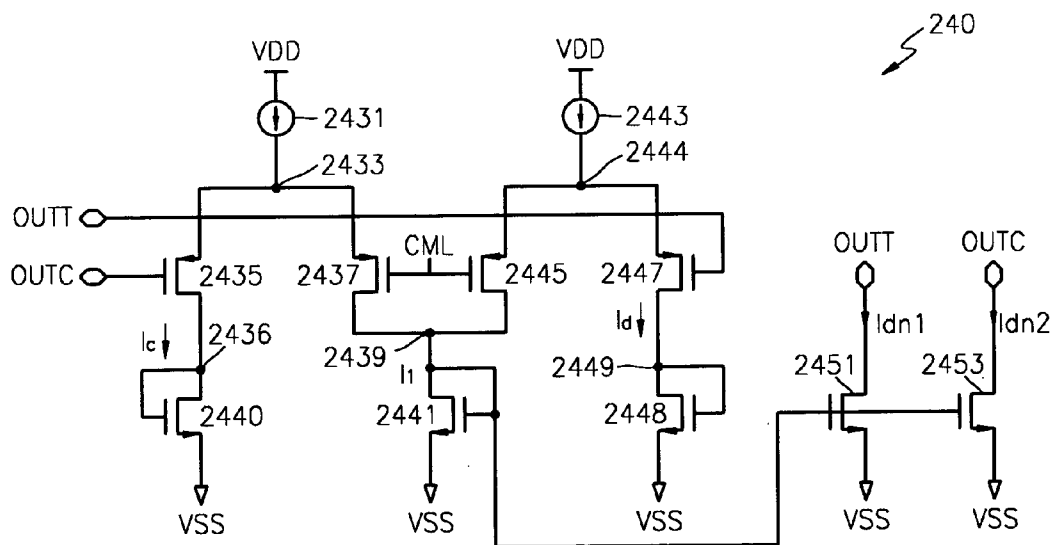 240
VDD
VDD
2431
2443
2433
2444
OUTT
OUTC
2435
2437
CML
2445
2447
OUTT
OUTC
Ic
2436
2439
Id
Idn1
Idn2
2449
2451
2453
I1
2440
2441
2448
VSS
VSS
VSS
VSS
VSS